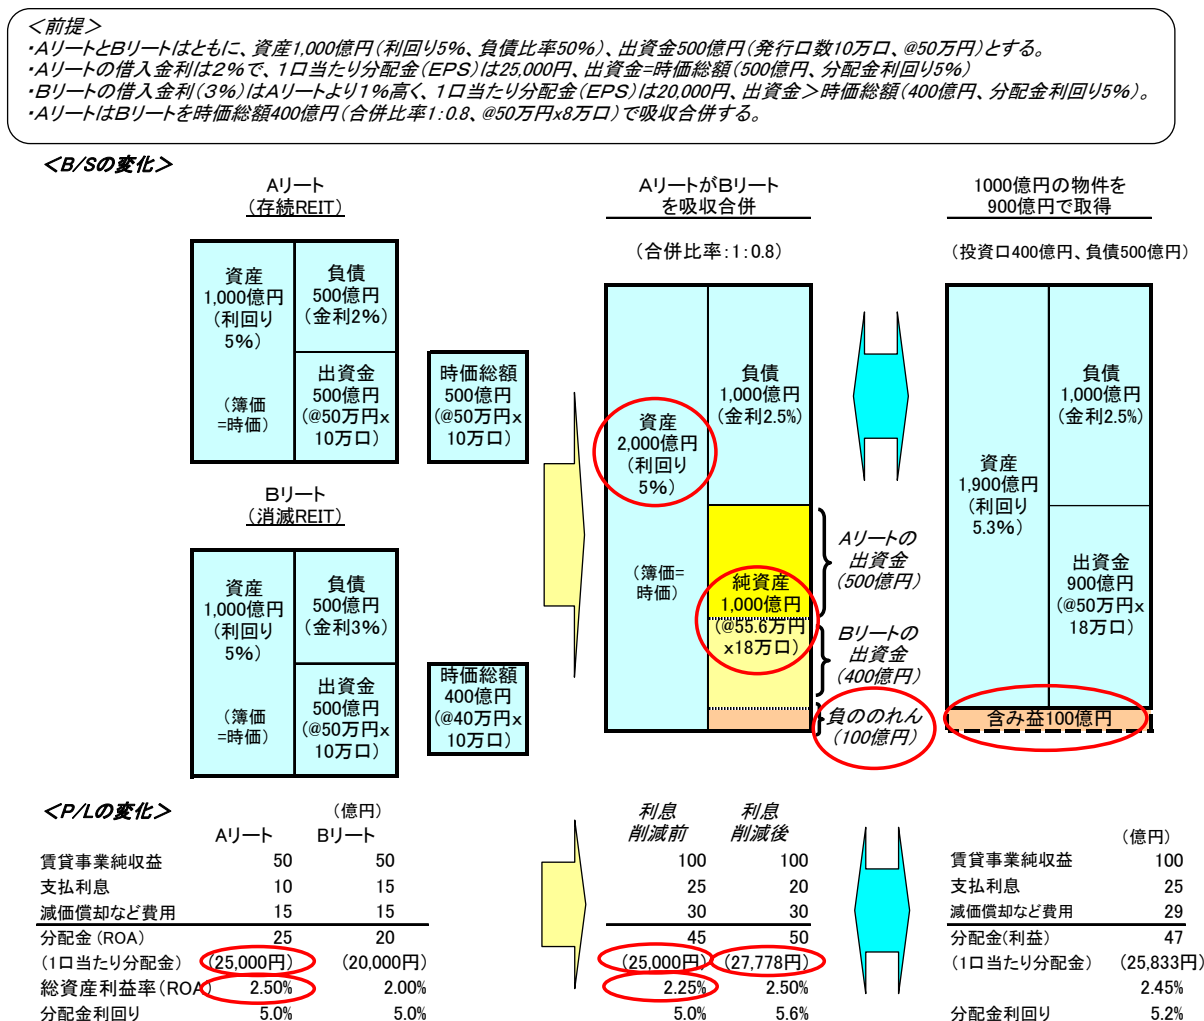 ＜前提＞
・AリートとBリートはともに、資産1,000億円（利回り5%、負債比率50%）、出資金500億円（発行口数10万口、@50万円）とする。
・Aリートの借入金利は2％で、1口当たり分配金（EPS）は25,000円、出資金=時価総額（500億円、分配金利回り5％）
・Bリートの借入金利（3％）はAリートより1％高く、1口当たり分配金（EPS）は20,000円、出資金＞時価総額（400億円、分配金利回り5％）。
・AリートはBリートを時価総額400億円（合併比率1:0.8、@50万円x8万口）で吸収合併する。
＜B/Sの変化＞
Aリート
（存続REIT）
資産
1,000億円
（利回り
5%）
（簿価
=時価）
負債
500億円
（金利2%）
出資金
500億円
（@50万円x
10万口）
時価総額
500億円
（@50万円x
10万口）
Bリート
（消滅REIT）
資産
1,000億円
（利回り
5%）
（簿価
=時価）
負債
500億円
（金利3%）
出資金
500億円
（@50万円x
10万口）
時価総額
400億円
（@40万円x
10万口）
AリートがBリート
を吸収合併
（合併比率：1：0.8）
資産
2,000億円
（利回り
5%）
（簿価=
時価）
負債
1,000億円
（金利2.5%）
純資産
1,000億円
（@55.6万円
x18万口）
Aリートの
出資金
（500億円）
Bリートの
出資金
（400億円）
負ののれん
（100億円）
1000億円の物件を
900億円で取得
（投資口400億円、負債500億円）
資産
1,900億円
（利回り
5.3%）
負債
1,000億円
（金利2.5%）
出資金
900億円
（@50万円x
18万口）
含み益100億円
＜P/Lの変化＞
（億円）
Aリート Bリート
賃貸事業純収益 50 50
支払利息 10 15
減価償却など費用 15 15
分配金（ROA） 25 20
（1口当たり分配金） （25,000円） （20,000円）
総資産利益率（ROA） 2.50% 2.00%
分配金利回り 5.0% 5.0%
利息 利息
削減前 削減後
100 100
25 20
30 30
45 50
（25,000円） （27,778円）
2.25% 2.50%
5.0% 5.6%
（億円）
賃貸事業純収益 100
支払利息 25
減価償却など費用 29
分配金（利益） 47
（1口当たり分配金） （25,833円）
2.45%
分配金利回り 5.2%